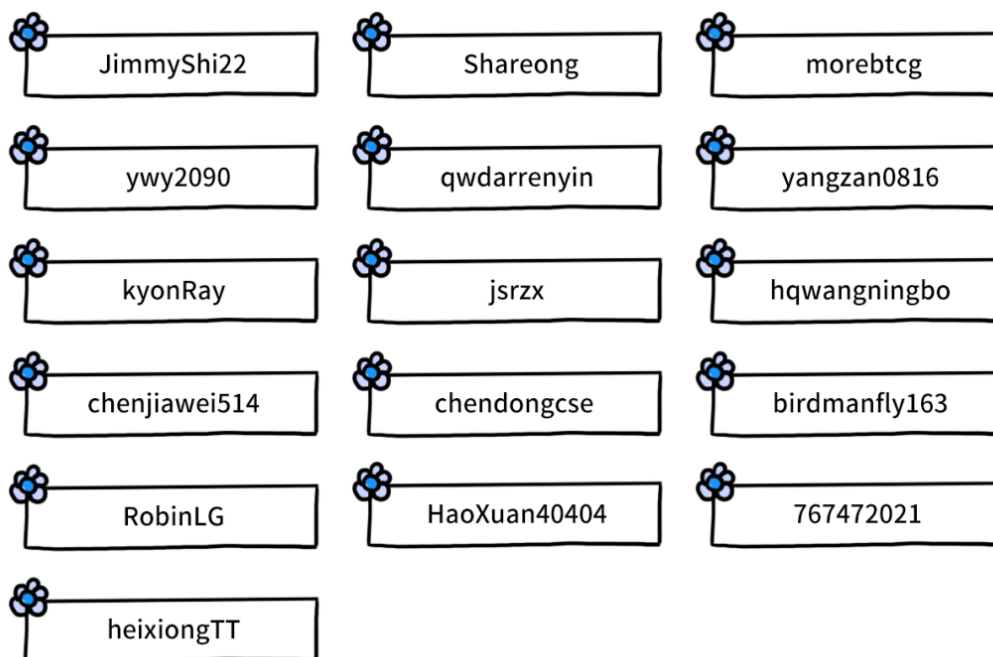 JimmyShi22
Shareong
morebtcg
ywy2090
qwdarrenyin
yangzan0816
kyonRay
jsrzx
hqwangningbo
chenjiawei514
chendongcse
birdmanfly163
RobinLG
HaoXuan40404
767472021
heixiongTT